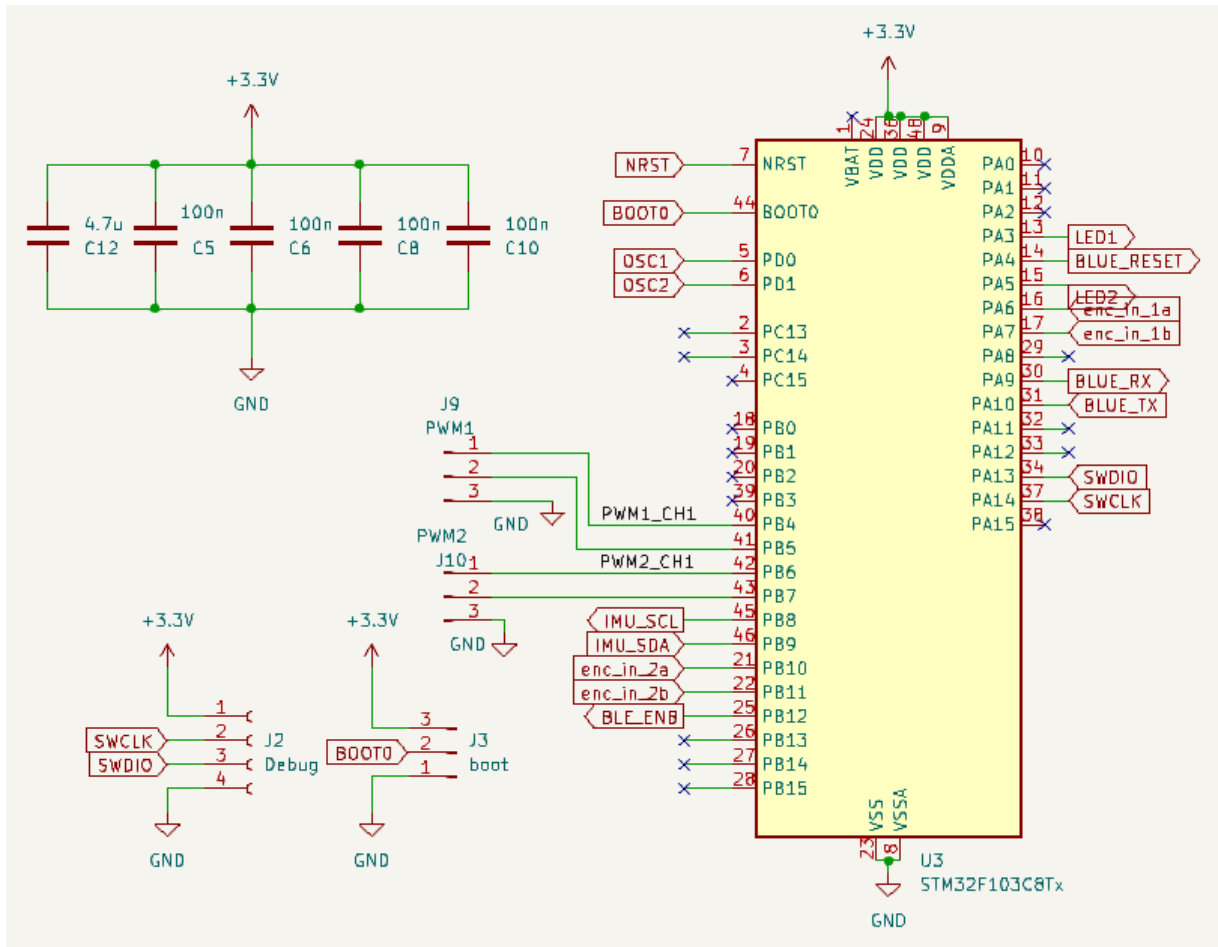 +3.3V
4.7u
C12
100n
C5
100n
C6
100n
C8
100n
C10
GND
J9
PWM1
1
2
3
GND
PWM1_CH1
PWM2
J10
1
2
3
GND
PWM2_CH1
+3.3V
1
SWCLK 2
SWDIO 3
4
J2
Debug
GND
+3.3V
3
BOOT0 2
1
J3
boot
GND
+3.3V
1 24 36 48 9
VBAT VDD VDD VDD VDDA
NRST 7 NRST
BOOT0 44 BOOT0
OSC1 5 PD0
OSC2 6 PD1
2 PC13
3 PC14
4 PC15
18 PB0
19 PB1
20 PB2
39 PB3
40 PB4
41 PB5
42 PB6
43 PB7
IMU_SCL 45 PB8
IMU_SDA 46 PB9
enc_in_2a 21 PB10
enc_in_2b 22 PB11
BLE_ENB 25 PB12
26 PB13
27 PB14
28 PB15
PA0 10
PA1 11
PA2 12
PA3 13 LED1
PA4 14 BLUE_RESET
PA5 15 LED2
PA6 16 enc_in_1a
PA7 17 enc_in_1b
PA8 29
PA9 30 BLUE_RX
PA10 31 BLUE_TX
PA11 32
PA12 33
PA13 34 SWDIO
PA14 37 SWCLK
PA15 38
VSS VSSA
23 8
U3
STM32F103C8Tx
GND